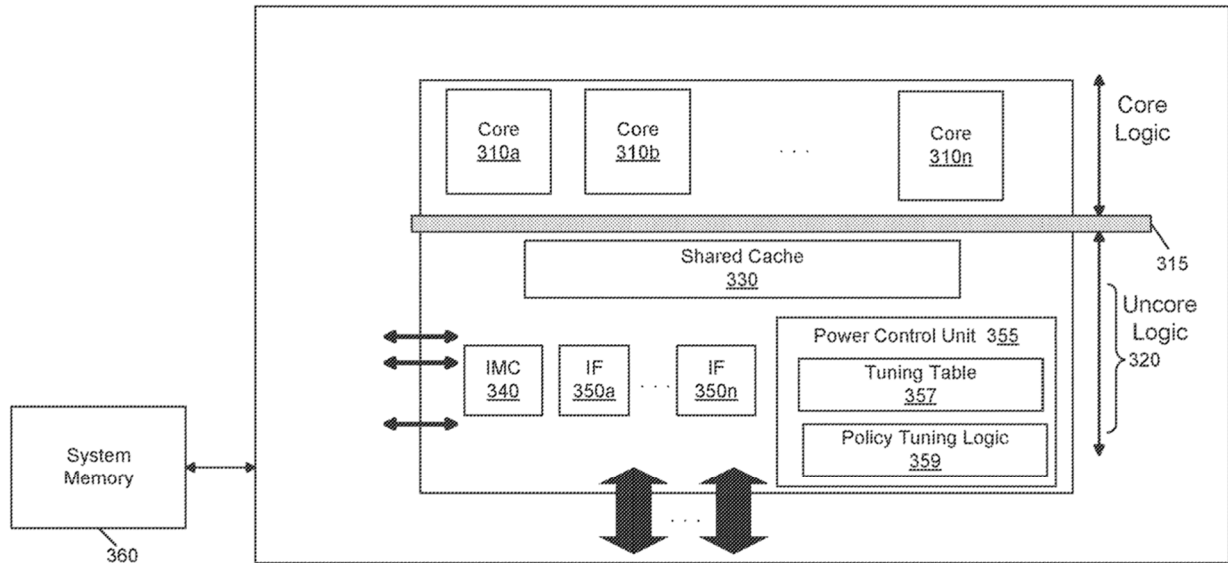 Core
310a
Core
310b
. . .
Core
310n
Core
Logic
315
Shared Cache
330
Uncore
Logic
320
Power Control Unit 355
Tuning Table
357
Policy Tuning Logic
359
IMC
340
IF
350a
. . .
IF
350n
System
Memory
360
. . .